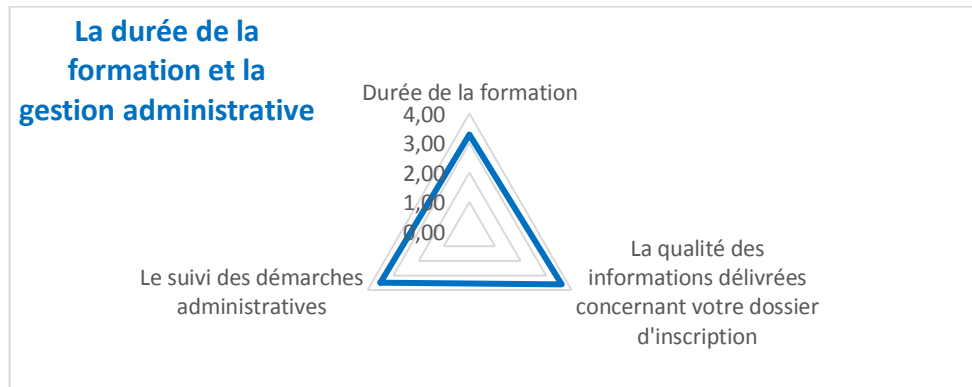 La durée de la
formation et la
gestion administrative
Durée de la formation
4,00
3,00
2,00
1,00
0,00
La qualité des
informations délivrées
concernant votre dossier
d'inscription
Le suivi des démarches
administratives